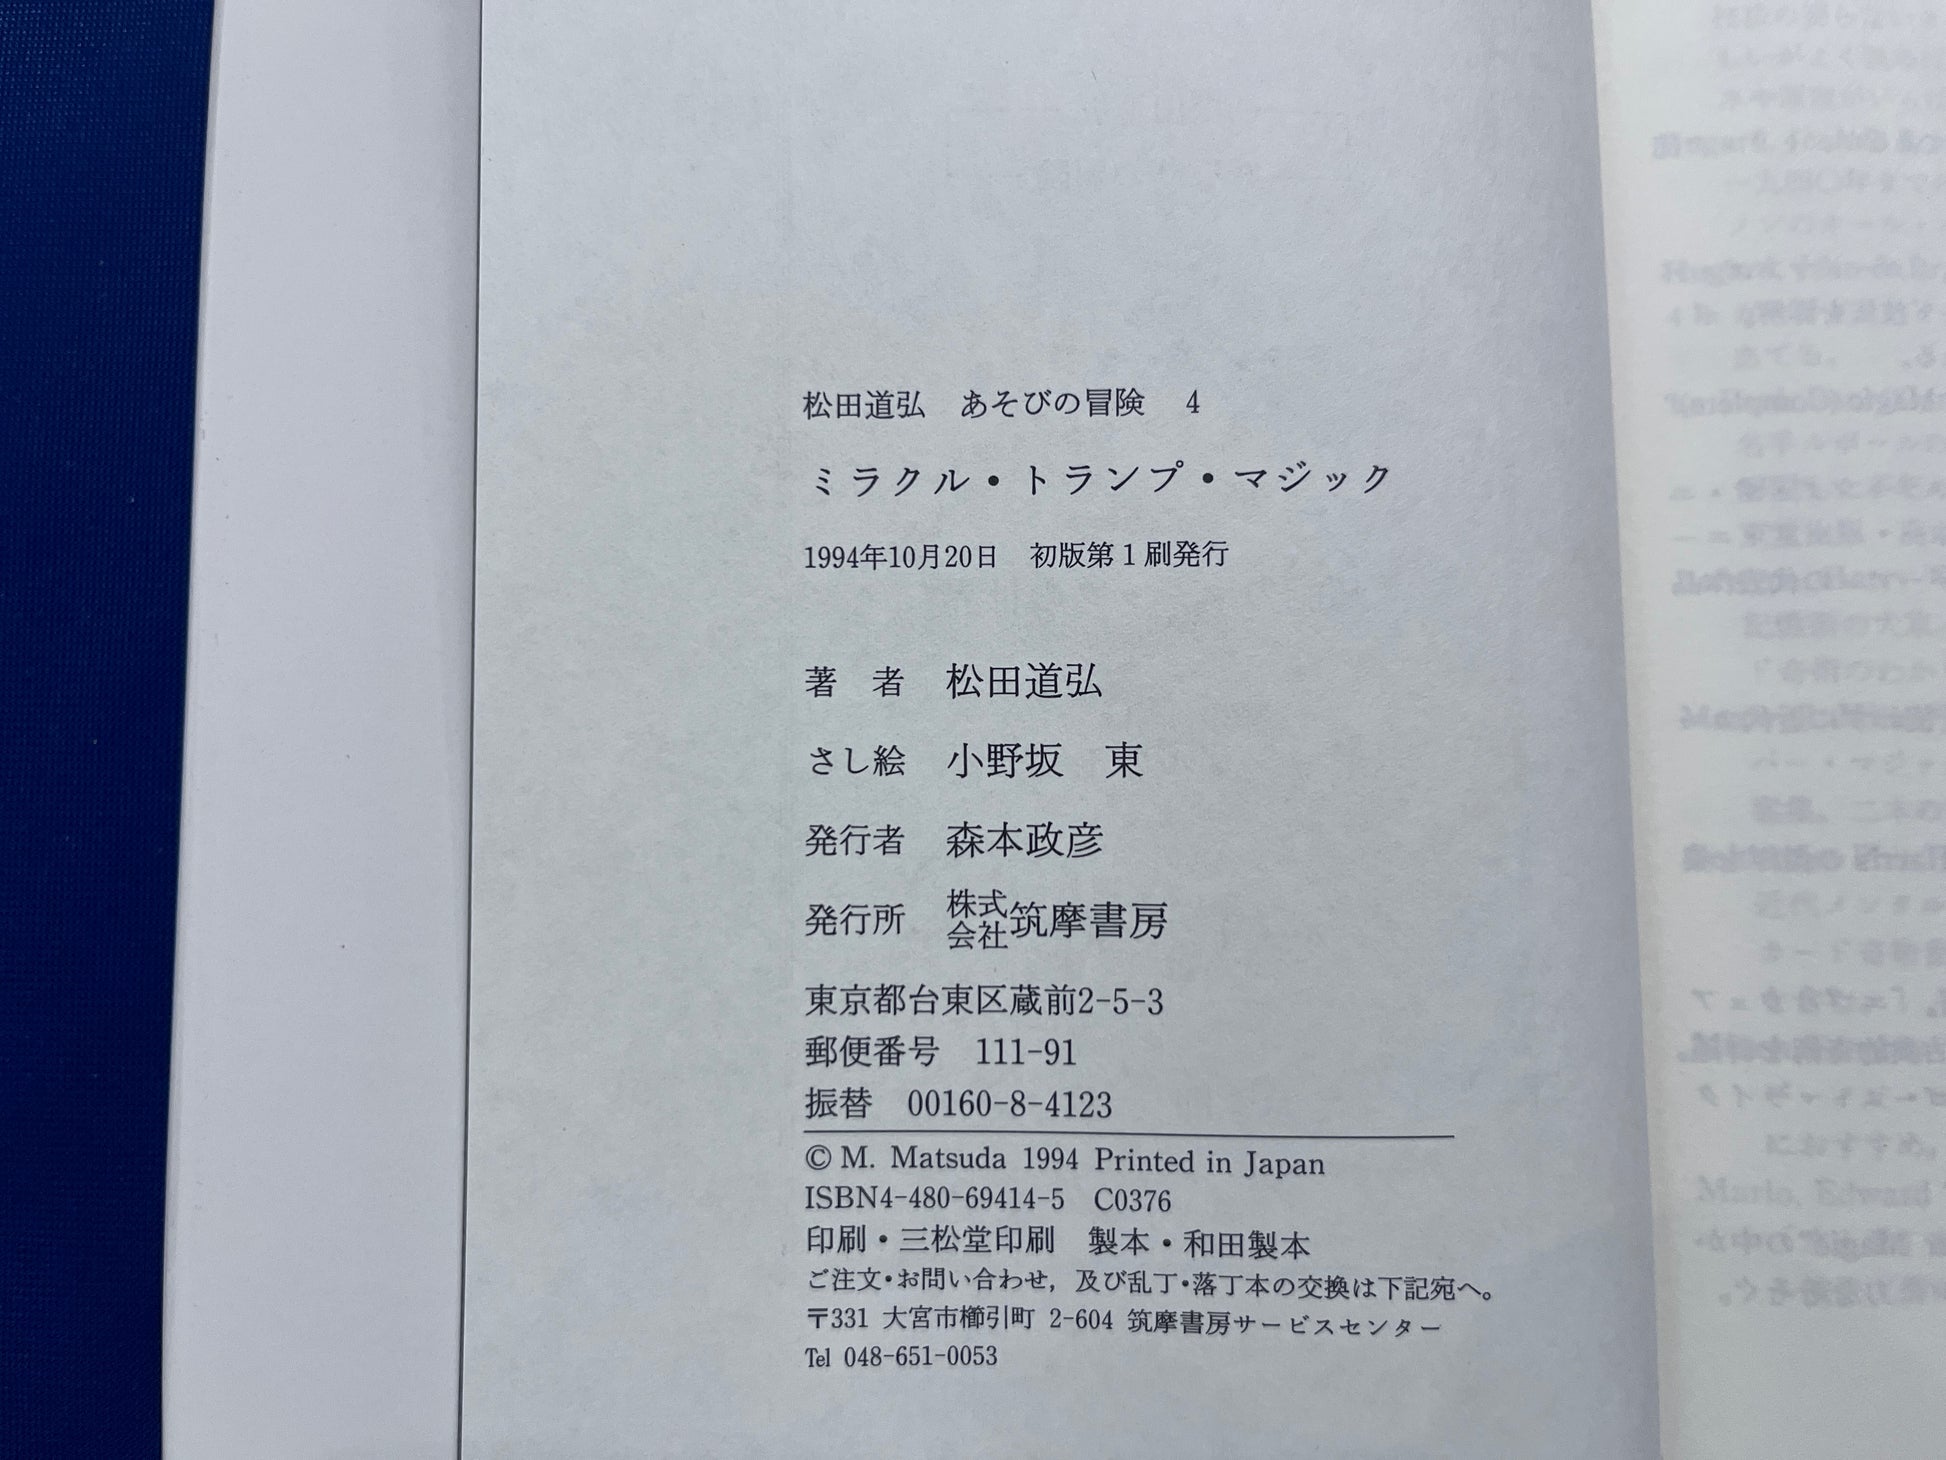 松田道弘　あそびの冒険　4
ミラクル・トランプ・マジック
1994年10月20日　初版第1刷発行
著　者　松田道弘
さし絵　小野坂　東
発行者　森本政彦
発行所　株式会社筑摩書房
東京都台東区蔵前2-5-3
郵便番号　111-91
振替　00160-8-4123
© M. Matsuda 1994 Printed in Japan
ISBN4-480-69414-5　C0376
印刷・三松堂印刷　製本・和田製本
ご注文・お問い合わせ，及び乱丁・落丁本の交換は下記宛へ。
〒331 大宮市櫛引町 2-604 筑摩書房サービスセンター
Tel 048-651-0053